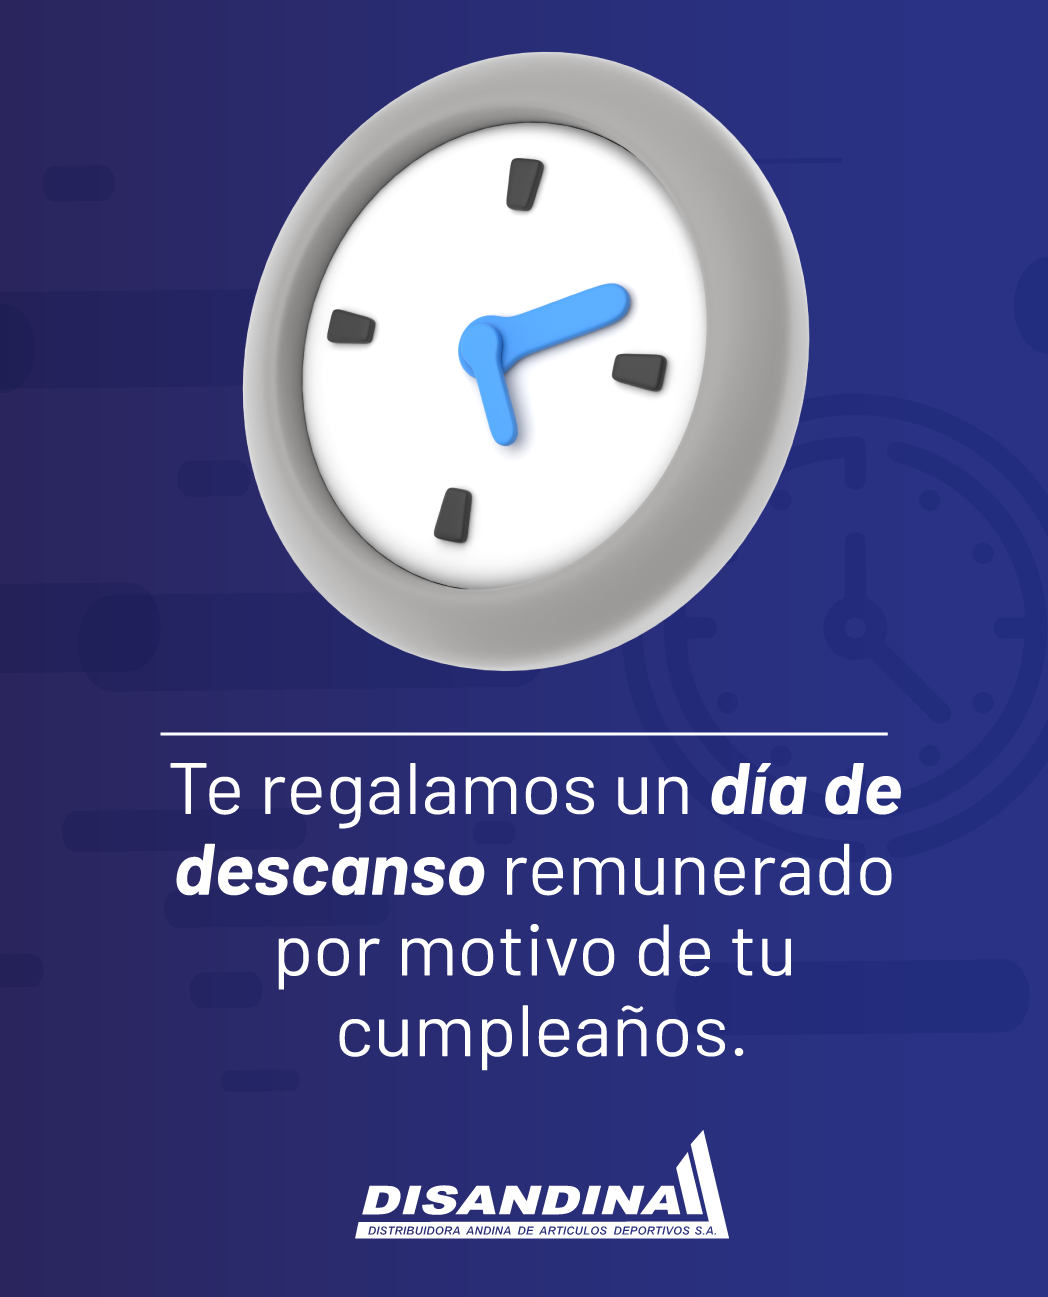 Te regalamos un día de
descanso remunerado
por motivo de tu
cumpleaños.
DISANDINA
DISTRIBUIDORA ANDINA DE ARTICULOS DEPORTIVOS S.A.